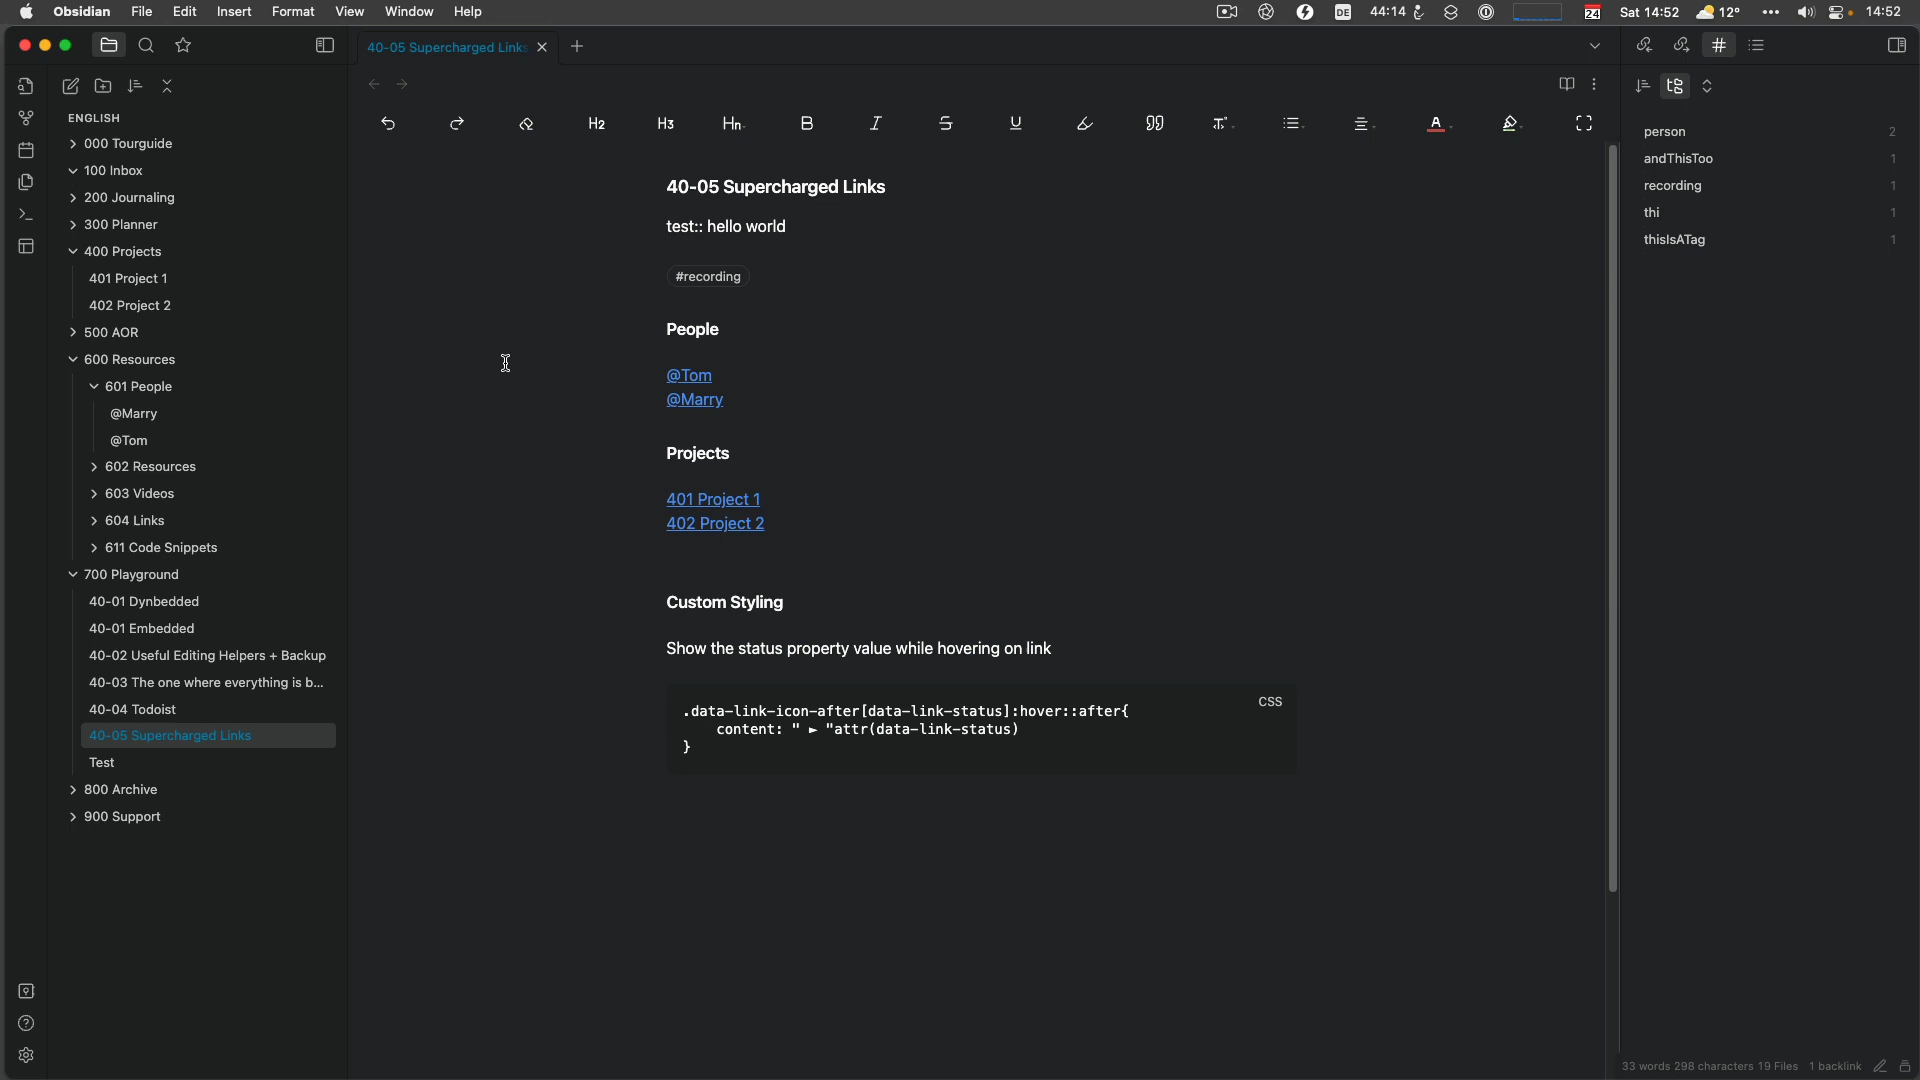 Obsidian File Edit Insert Format View Window Help
DE 44:14 24 Sat 14:52 12° 14:52
40-05 Supercharged Links
ENGLISH
000 Tourguide
100 Inbox
200 Journaling
300 Planner
400 Projects
401 Project 1
402 Project 2
500 AOR
600 Resources
601 People
@Marry
@Tom
602 Resources
603 Videos
604 Links
611 Code Snippets
700 Playground
40-01 Dynbedded
40-01 Embedded
40-02 Useful Editing Helpers + Backup
40-03 The one where everything is b...
40-04 Todoist
40-05 Supercharged Links
Test
800 Archive
900 Support
H2 H3 Hn B I S U T A
40-05 Supercharged Links
test:: hello world
#recording
People
@Tom
@Marry
Projects
401 Project 1
402 Project 2
Custom Styling
Show the status property value while hovering on link
CSS
.data-link-icon-after[data-link-status]:hover::after{
content: " ► "attr(data-link-status)
}
person 2
andThisToo 1
recording 1
thi 1
thisIsATag 1
33 words 298 characters 19 Files 1 backlink